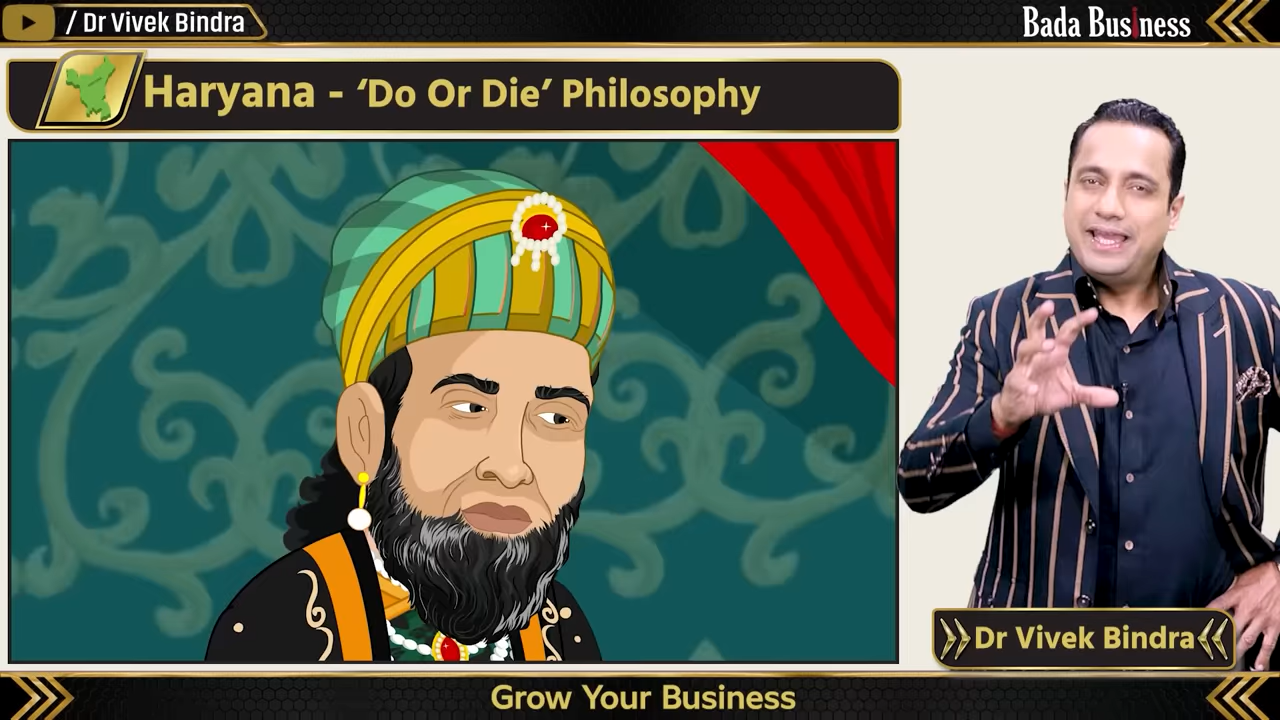 / Dr Vivek Bindra
Bada Business
Haryana - ‘Do Or Die’ Philosophy
Dr Vivek Bindra
Grow Your Business